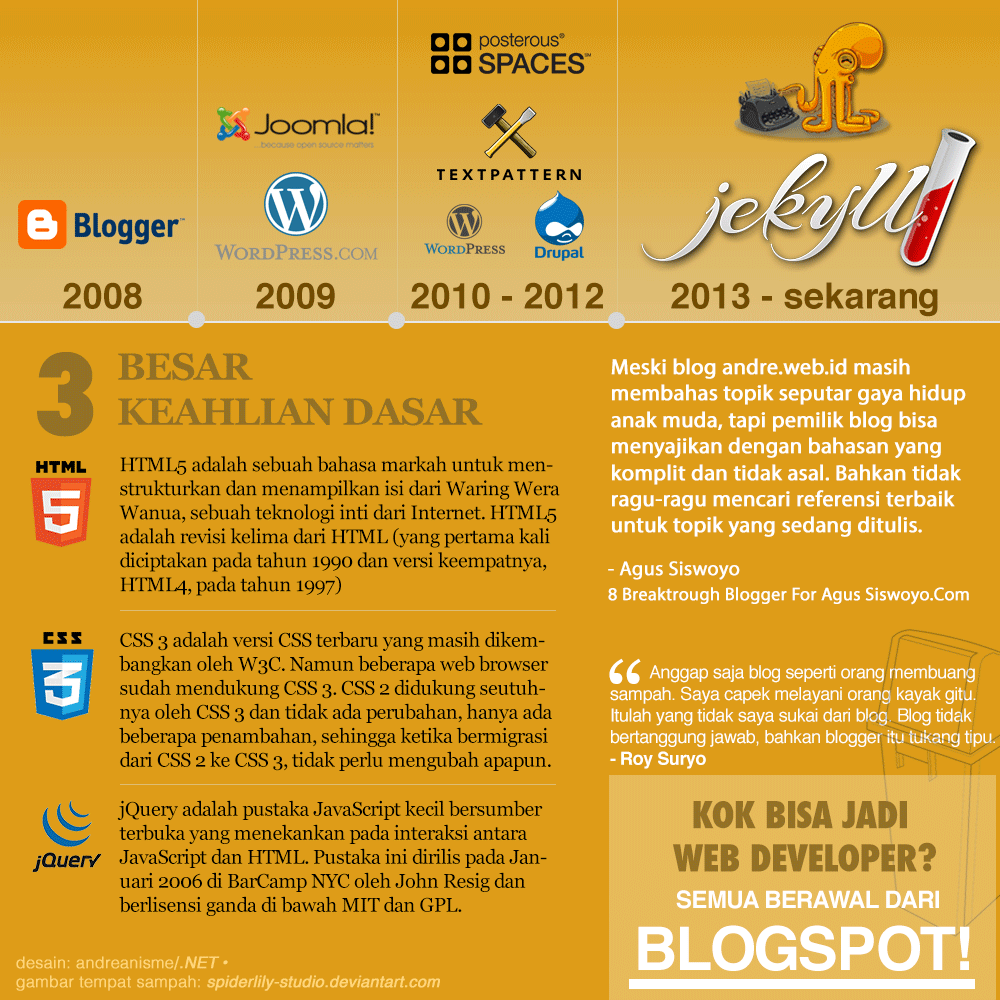 posterous®
SPACES℠
Joomla!™
...because open source matters
TEXTPATTERN
Blogger™
WORDPRESS.COM
WORDPRESS
Drupal
jekyll
2008
2009
2010 - 2012
2013 - sekarang
3 BESAR
KEAHLIAN DASAR
HTML
5
HTML5 adalah sebuah bahasa markah untuk men-
strukturkan dan menampilkan isi dari Waring Wera
Wanua, sebuah teknologi inti dari Internet. HTML5
adalah revisi kelima dari HTML (yang pertama kali
diciptakan pada tahun 1990 dan versi keempatnya,
HTML4, pada tahun 1997)
CSS
3
CSS 3 adalah versi CSS terbaru yang masih dikem-
bangkan oleh W3C. Namun beberapa web browser
sudah mendukung CSS 3. CSS 2 didukung seutuh-
nya oleh CSS 3 dan tidak ada perubahan, hanya ada
beberapa penambahan, sehingga ketika bermigrasi
dari CSS 2 ke CSS 3, tidak perlu mengubah apapun.
jQuery
jQuery adalah pustaka JavaScript kecil bersumber
terbuka yang menekankan pada interaksi antara
JavaScript dan HTML. Pustaka ini dirilis pada Jan-
uari 2006 di BarCamp NYC oleh John Resig dan
berlisensi ganda di bawah MIT dan GPL.
desain: andreanisme/.NET •
gambar tempat sampah: spiderlily-studio.deviantart.com
Meski blog andre.web.id masih
membahas topik seputar gaya hidup
anak muda, tapi pemilik blog bisa
menyajikan dengan bahasan yang
komplit dan tidak asal. Bahkan tidak
ragu-ragu mencari referensi terbaik
untuk topik yang sedang ditulis.
- Agus Siswoyo
8 Breaktrough Blogger For Agus Siswoyo.Com
“ Anggap saja blog seperti orang membuang
sampah. Saya capek melayani orang kayak gitu.
Itulah yang tidak saya sukai dari blog. Blog tidak
bertanggung jawab, bahkan blogger itu tukang tipu.
- Roy Suryo
KOK BISA JADI
WEB DEVELOPER?
SEMUA BERAWAL DARI
BLOGSPOT!